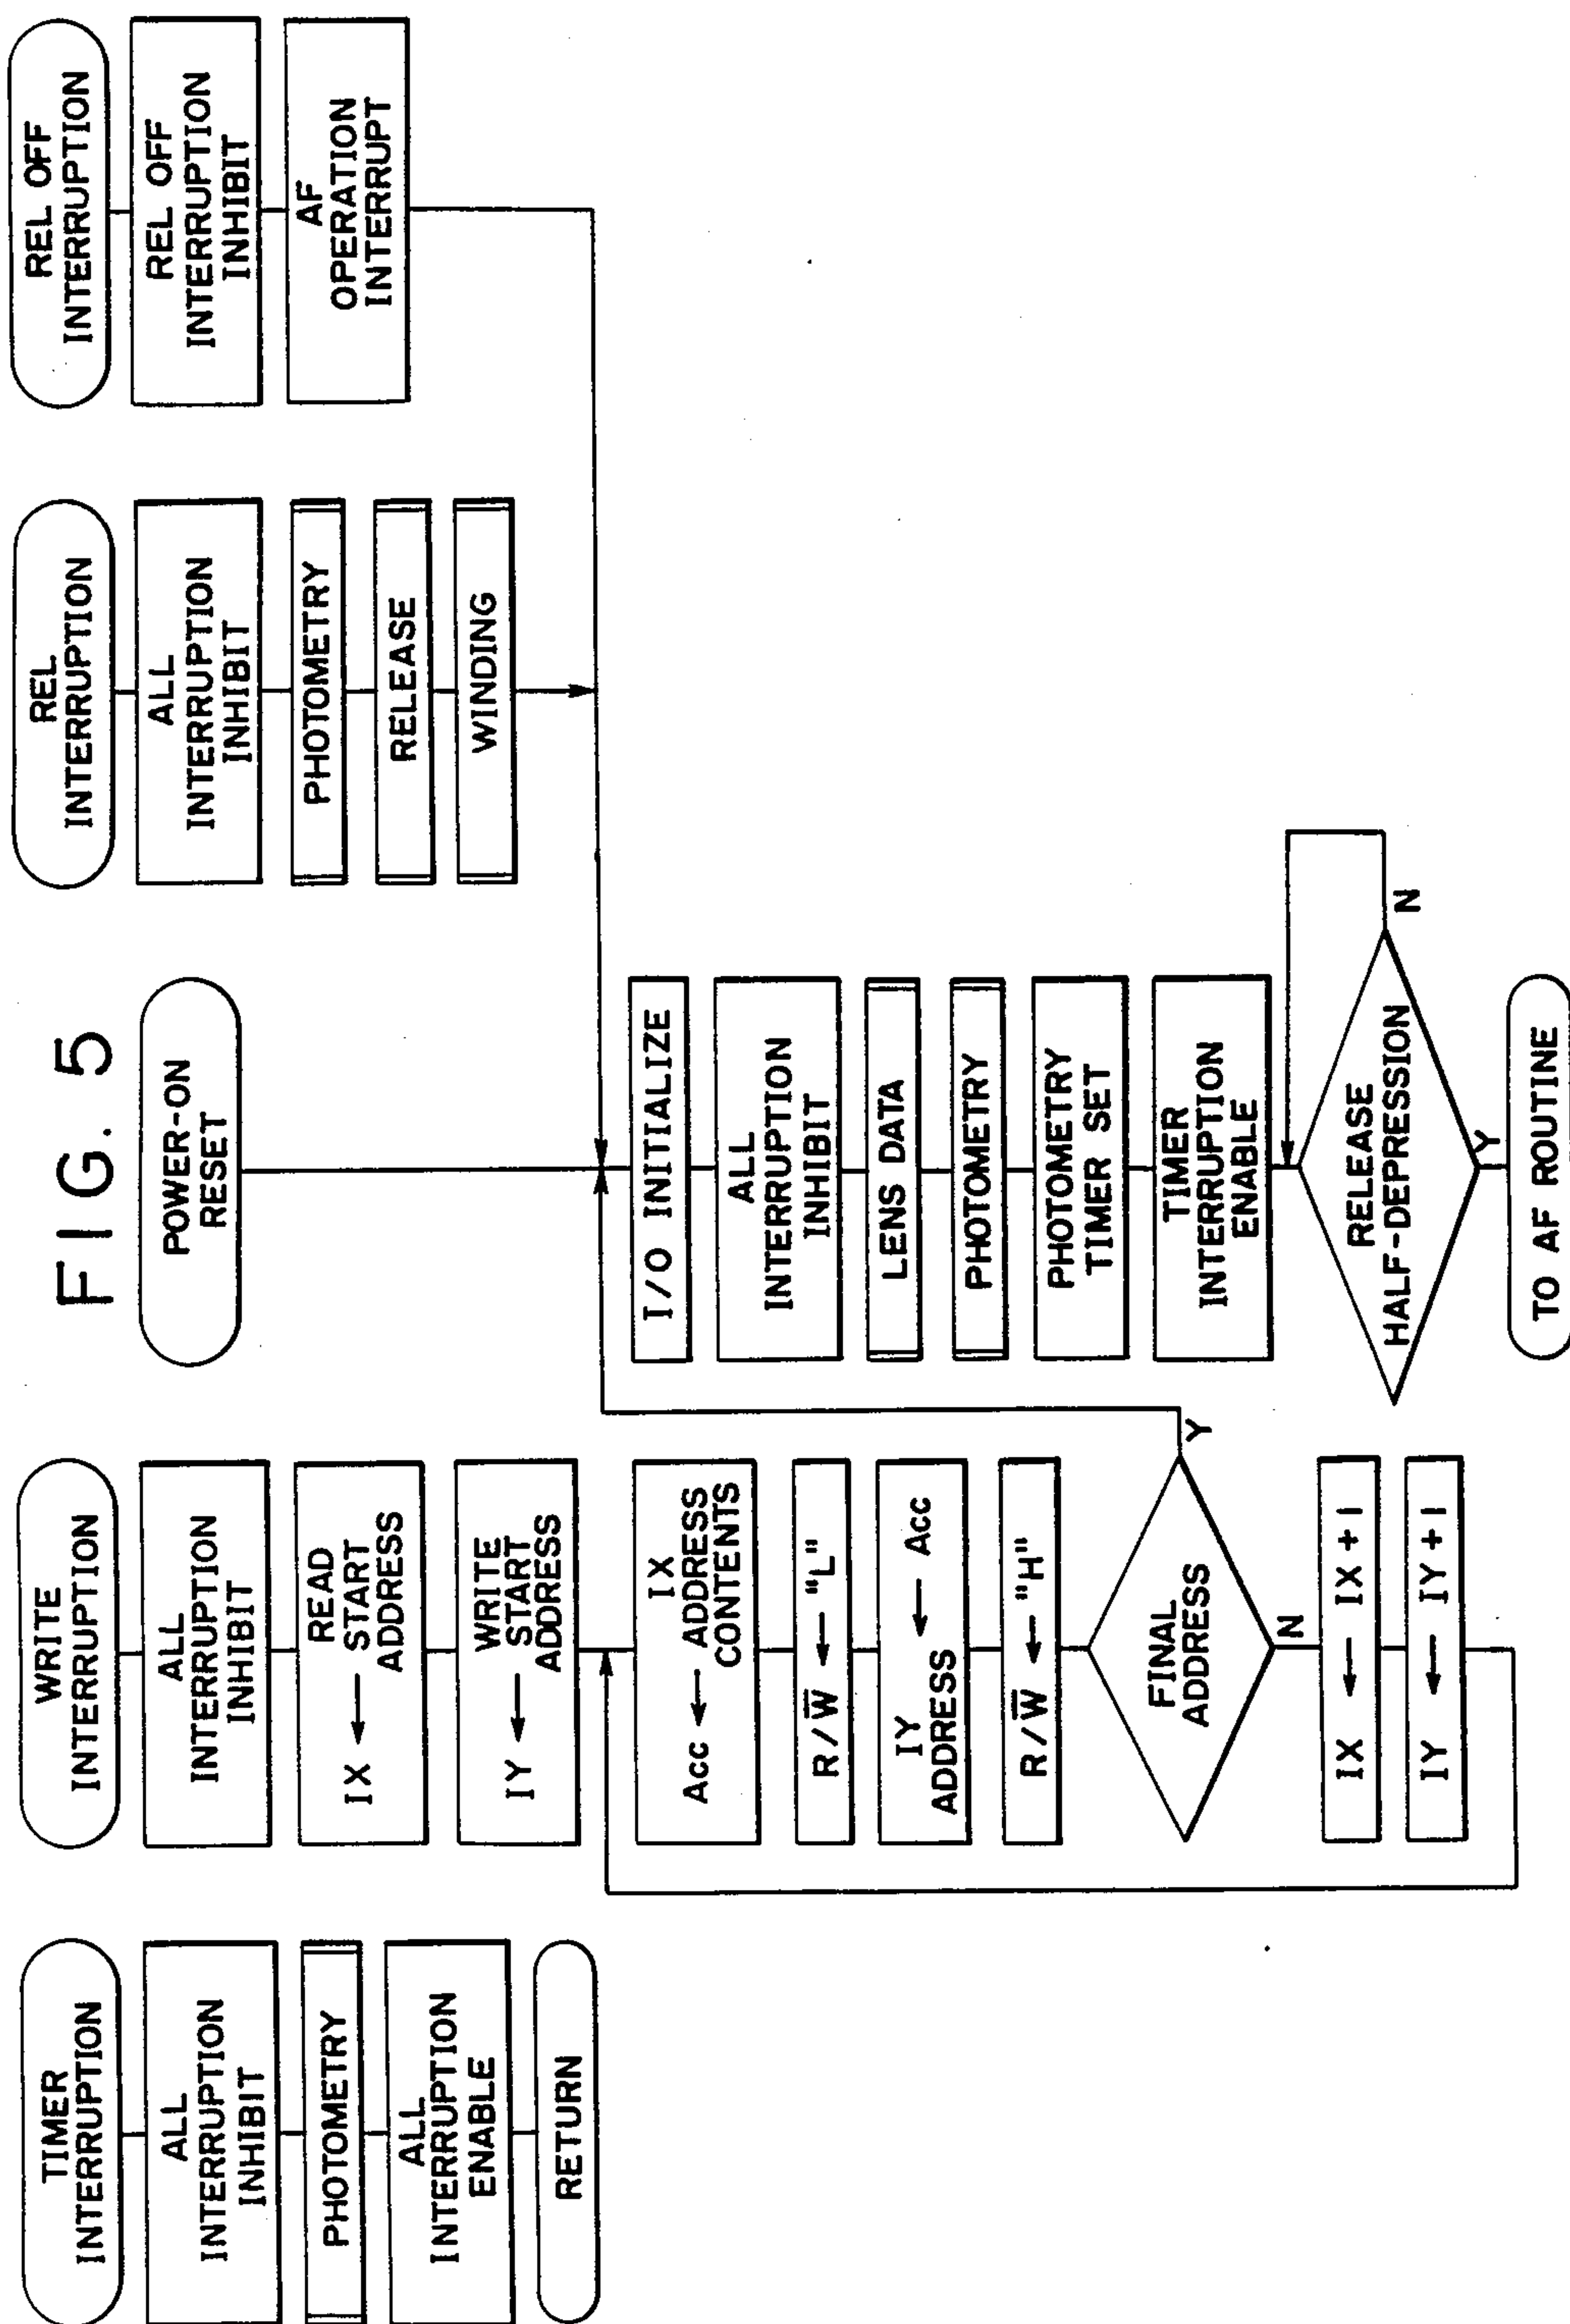 FIG. 5
TIMER
INTERRUPTION
ALL
INTERRUPTION
INHIBIT
PHOTOMETRY
ALL
INTERRUPTION
ENABLE
RETURN
WRITE
INTERRUPTION
ALL
INTERRUPTION
INHIBIT
READ
IX ← START
ADDRESS
WRITE
IY ← START
ADDRESS
IX
Acc ← ADDRESS
CONTENTS
R/W̅ ← "L"
IY
ADDRESS ← Acc
R/W̅ ← "H"
FINAL
ADDRESS
Y
N
IX ← IX + 1
IY ← IY + 1
POWER-ON
RESET
I/O INITIALIZE
ALL
INTERRUPTION
INHIBIT
LENS DATA
PHOTOMETRY
PHOTOMETRY
TIMER SET
TIMER
INTERRUPTION
ENABLE
RELEASE
HALF-DEPRESSION
N
Y
TO AF ROUTINE
REL
INTERRUPTION
ALL
INTERRUPTION
INHIBIT
PHOTOMETRY
RELEASE
WINDING
REL OFF
INTERRUPTION
REL OFF
INTERRUPTION
INHIBIT
AF
OPERATION
INTERRUPT